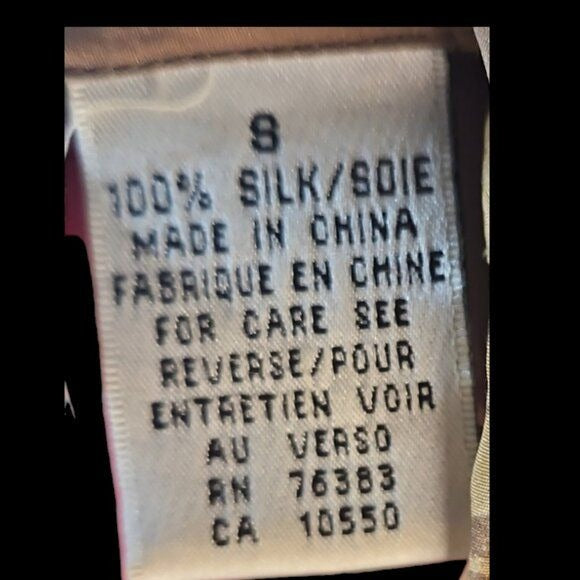 S
100% SILK/SOIE
MADE IN CHINA
FABRIQUE EN CHINE
FOR CARE SEE
REVERSE/POUR
ENTRETIEN VOIR
AU VERSO
RN 76383
CA 10550